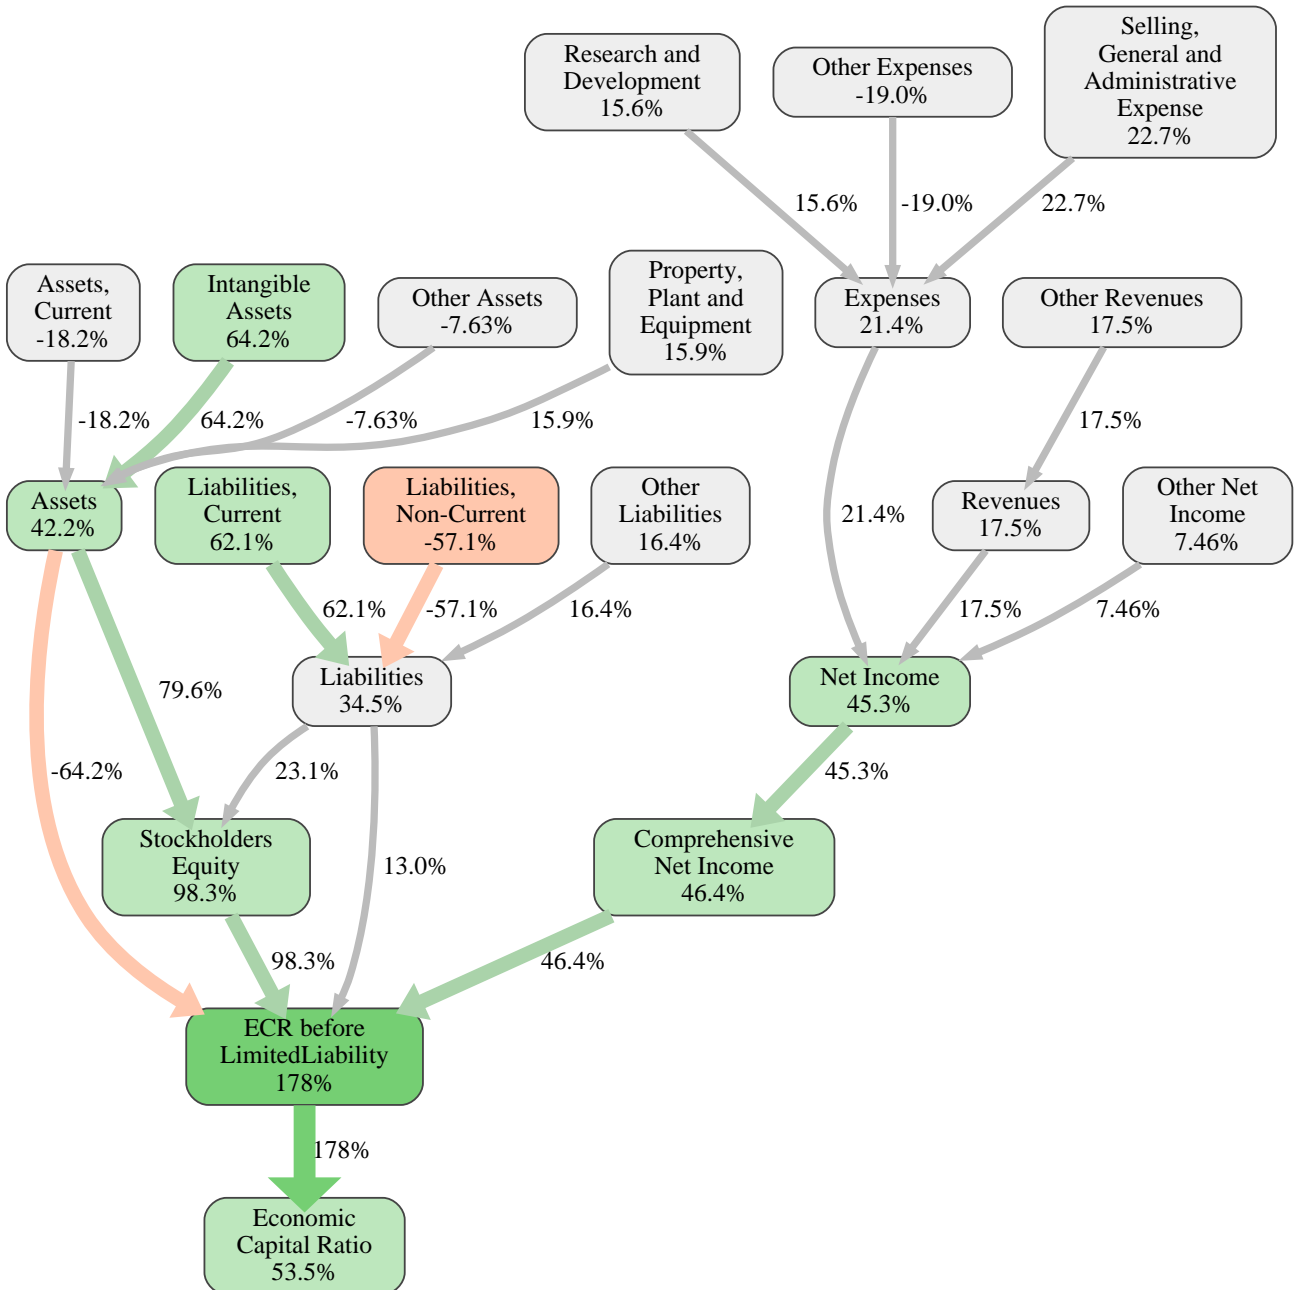 Selling,
General and
Administrative
Expense
22.7%
Research and
Development
15.6%
Other Expenses
-19.0%
15.6%
-19.0%
22.7%
Assets,
Current
-18.2%
Intangible
Assets
64.2%
Other Assets
-7.63%
Property,
Plant and
Equipment
15.9%
Expenses
21.4%
Other Revenues
17.5%
-18.2%
64.2%
-7.63%
15.9%
17.5%
Assets
42.2%
Liabilities,
Current
62.1%
Liabilities,
Non-Current
-57.1%
Other
Liabilities
16.4%
21.4%
Revenues
17.5%
Other Net
Income
7.46%
62.1%
-57.1%
16.4%
17.5%
7.46%
Liabilities
34.5%
Net Income
45.3%
79.6%
-64.2%
23.1%
45.3%
Stockholders
Equity
98.3%
13.0%
Comprehensive
Net Income
46.4%
98.3%
46.4%
ECR before
LimitedLiability
178%
178%
Economic
Capital Ratio
53.5%